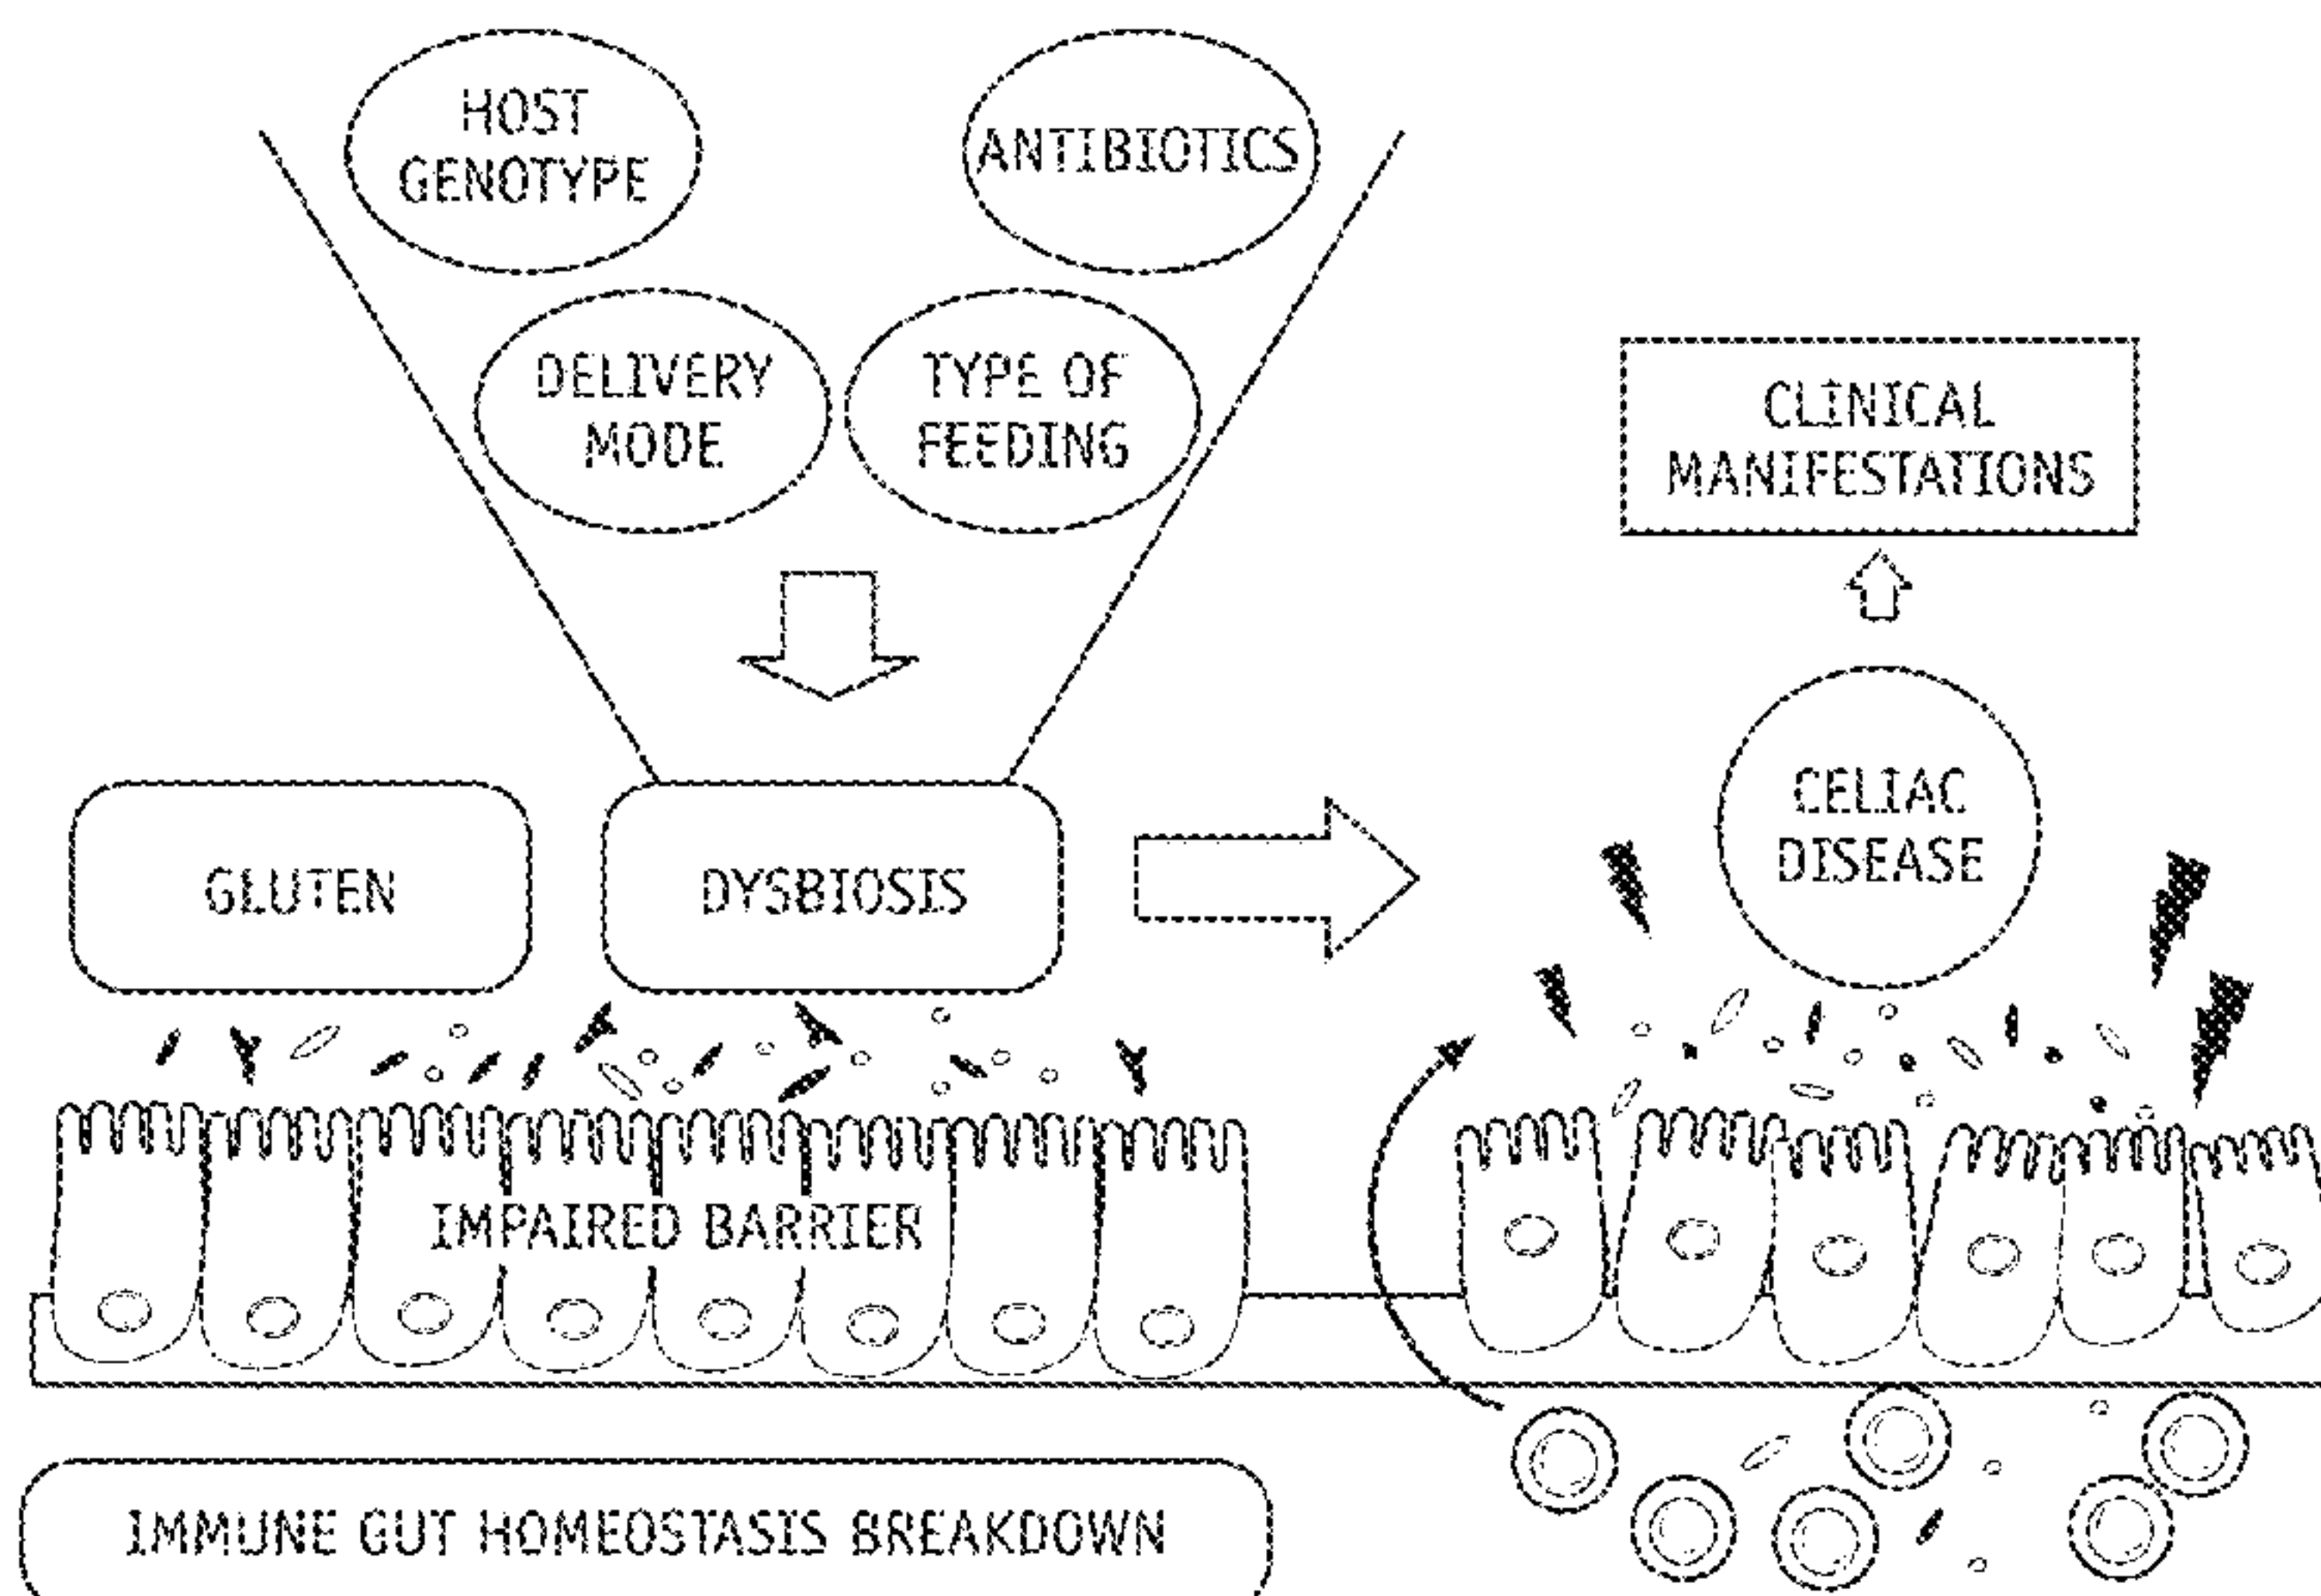 HOST
GENOTYPE
ANTIBIOTICS
DELIVERY
MODE
TYPE OF
FEEDING
CLINICAL
MANIFESTATIONS
GLUTEN
DYSBIOSIS
CELIAC
DISEASE
IMPAIRED BARRIER
IMMUNE GUT HOMEOSTASIS BREAKDOWN